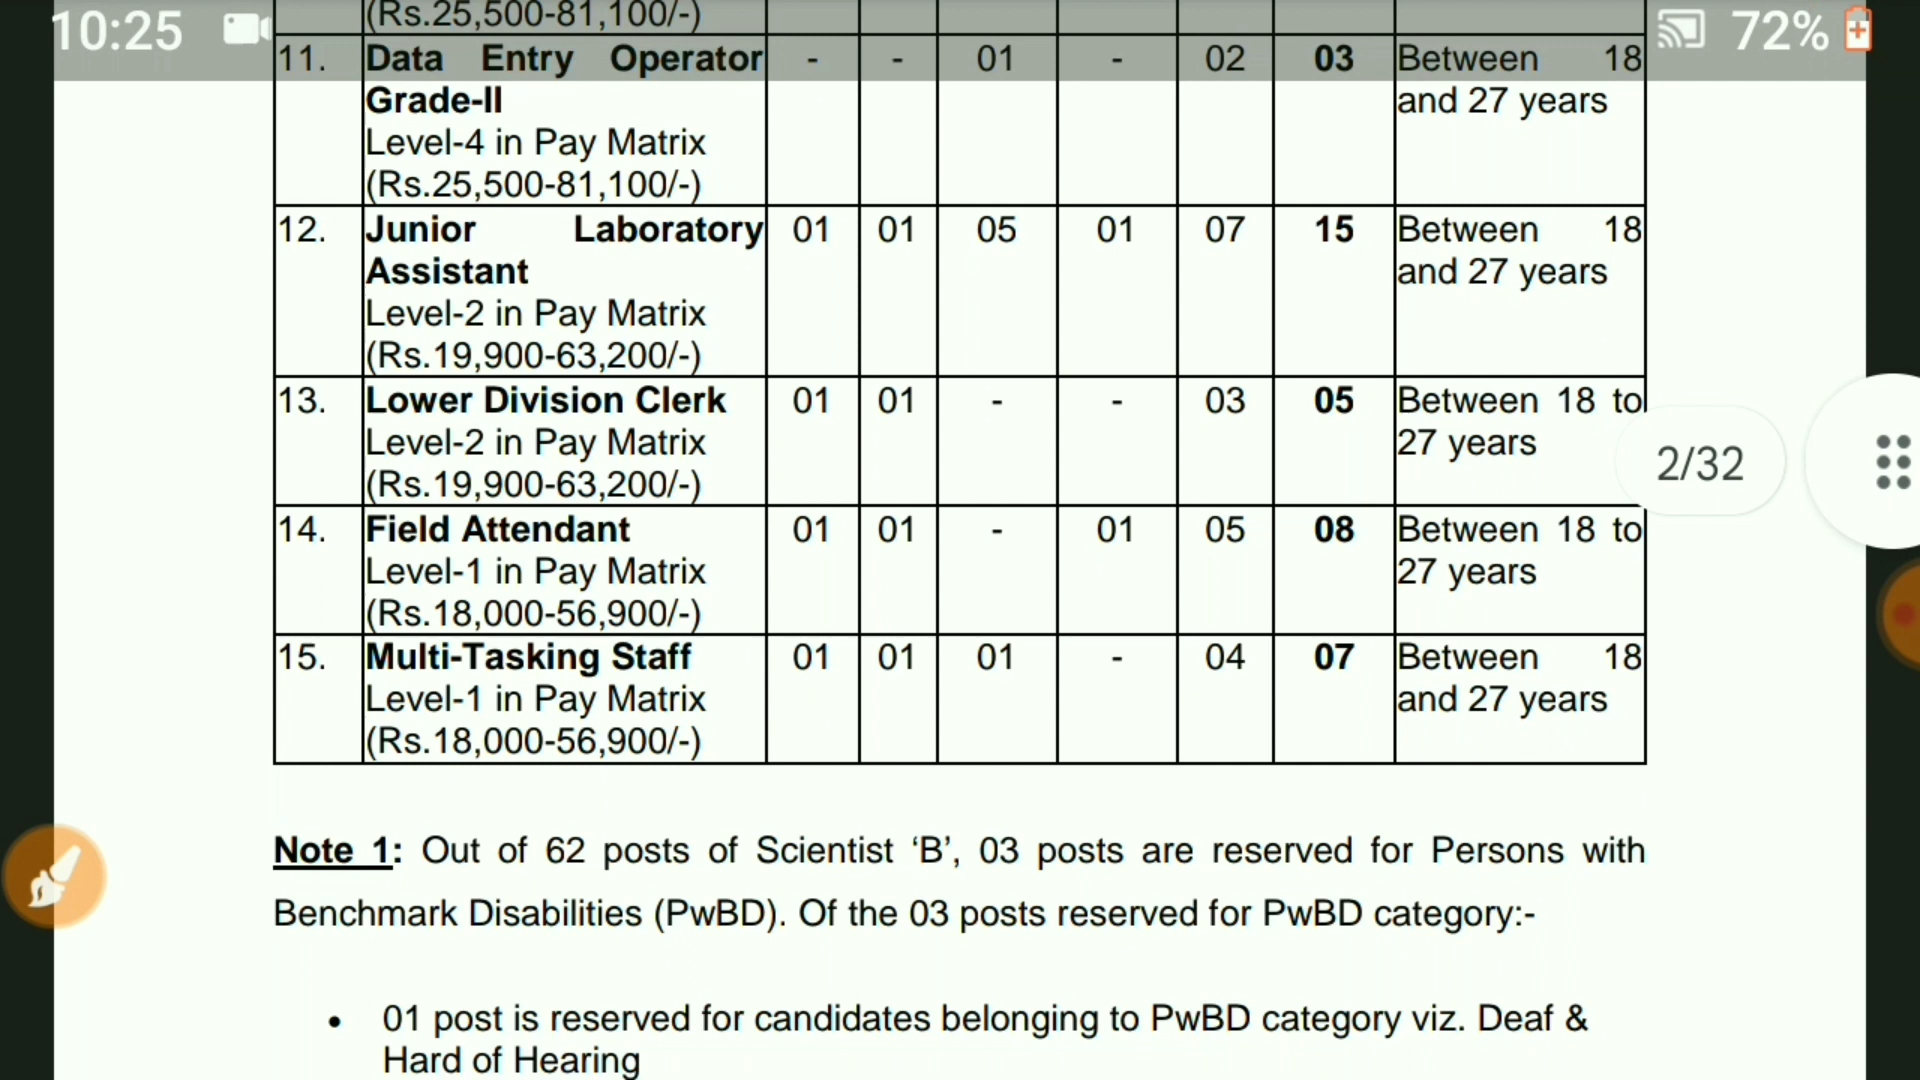 10:25
72%
(Rs.25,500-81,100/-)
11. Data Entry Operator - - 01 - 02 03 Between 18
Grade-II and 27 years
Level-4 in Pay Matrix
(Rs.25,500-81,100/-)
12. Junior Laboratory 01 01 05 01 07 15 Between 18
Assistant and 27 years
Level-2 in Pay Matrix
(Rs.19,900-63,200/-)
13. Lower Division Clerk 01 01 - - 03 05 Between 18 to
Level-2 in Pay Matrix 27 years
2/32
(Rs.19,900-63,200/-)
14. Field Attendant 01 01 - 01 05 08 Between 18 to
Level-1 in Pay Matrix 27 years
(Rs.18,000-56,900/-)
15. Multi-Tasking Staff 01 01 01 - 04 07 Between 18
Level-1 in Pay Matrix and 27 years
(Rs.18,000-56,900/-)
Note 1: Out of 62 posts of Scientist ‘B’, 03 posts are reserved for Persons with
Benchmark Disabilities (PwBD). Of the 03 posts reserved for PwBD category:-
• 01 post is reserved for candidates belonging to PwBD category viz. Deaf &
Hard of Hearing